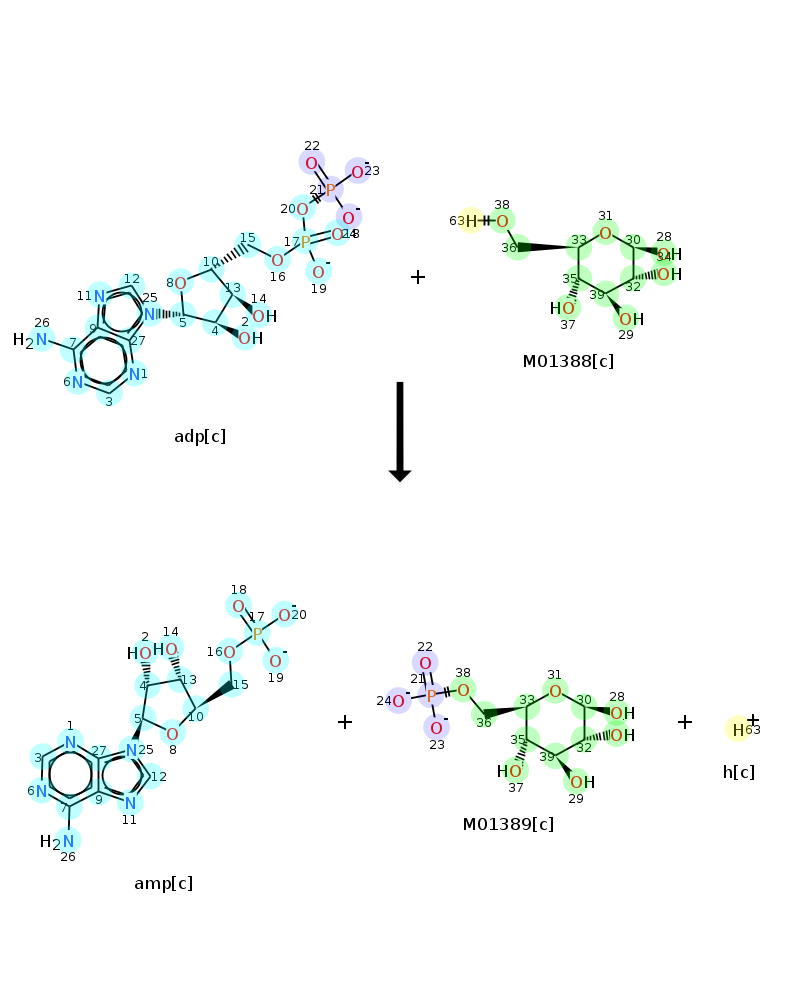 22
O O⁻ 23
21 P
20 O O⁻
17 P O 18
15 O 16 O⁻ 19
63 H 38 O 31 O
36 33 30 28 OH
35 32 34 OH
39
HO 37 OH 29
+
12 11 N 25 N
8 O 10 13 14 OH
5 4 2 OH
26 H₂N 7 9 27
6 N N 1
3
M01388[c]
adp[c]
18 O 17 P O⁻ 20
2 HO 14 HO 16 O O⁻ 19
4 13 15
5 10 O 8
1 N 27 N 25
3 12
6 N 9 N 11
7
H₂N 26
22 O
21 P 38 O 31 O
24 O⁻ O⁻ 23
36 33 30 28 OH
35 32 OH
39
HO 37 OH 29
+
+
H⁺ 63
h[c]
M01389[c]
amp[c]